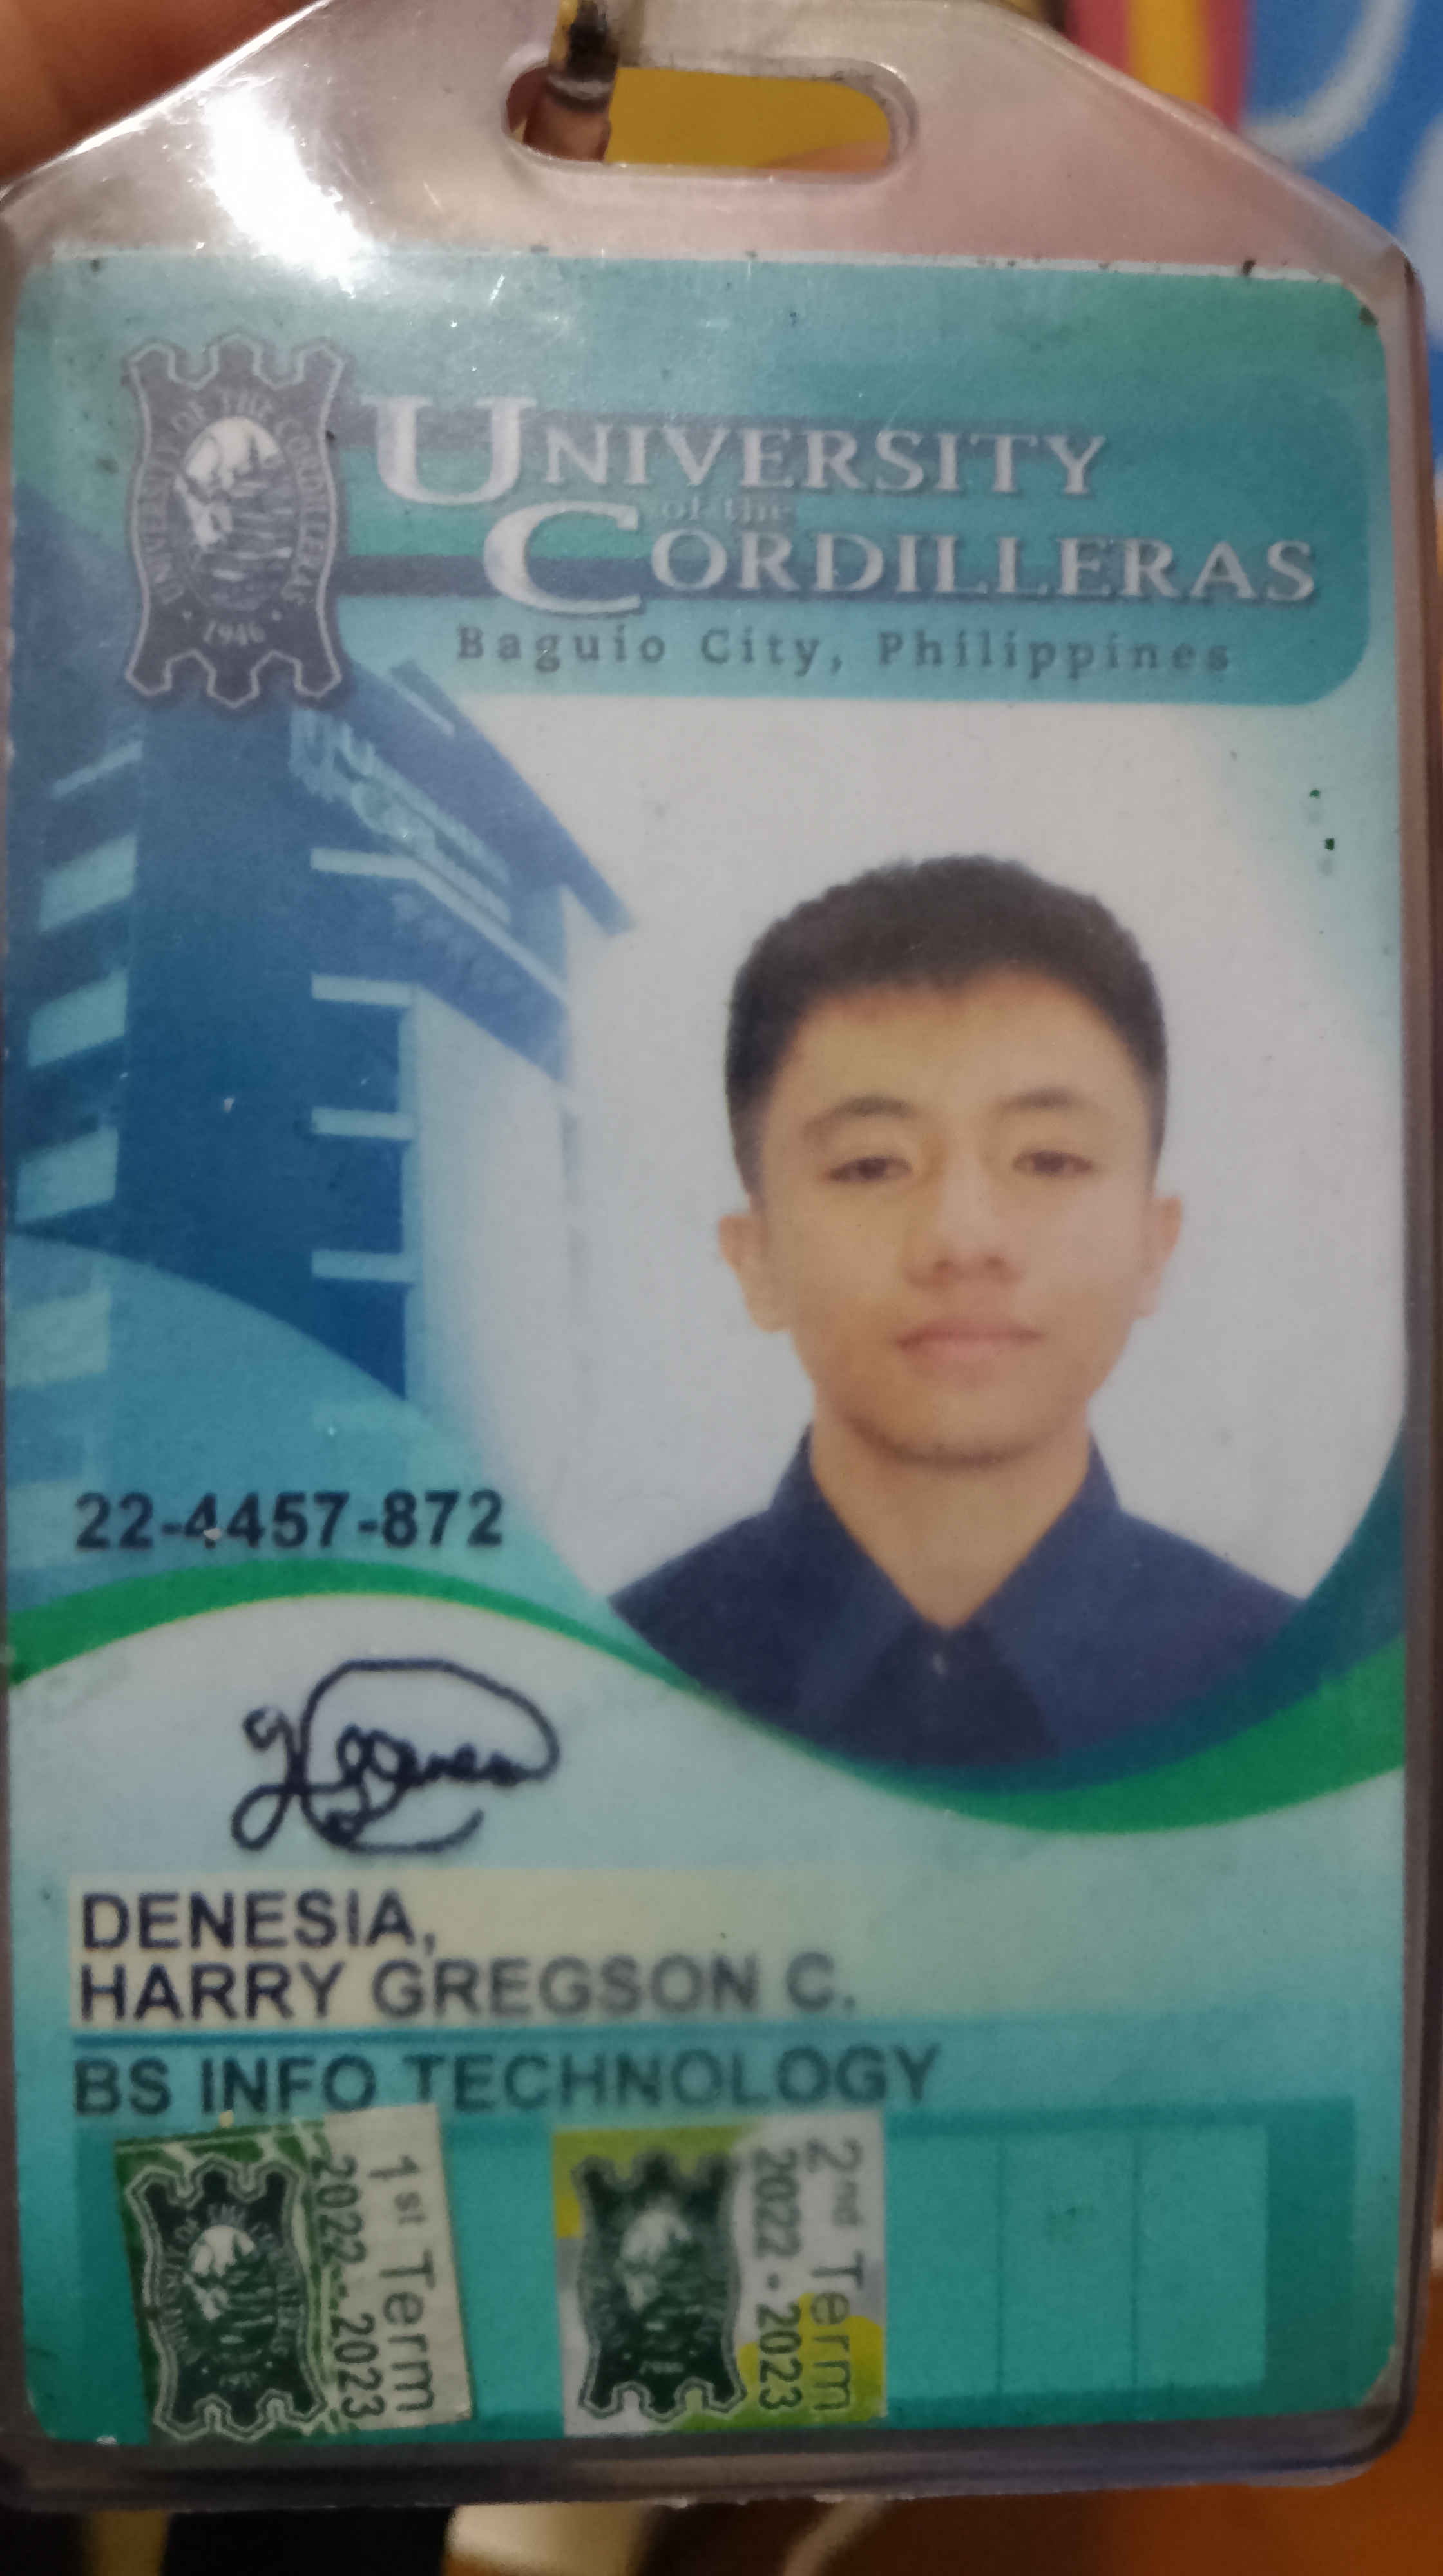 UNIVERSITY
of the
CORDILLERAS
Baguio City, Philippines
UNIVERSITY OF THE CORDILLERAS
1946
22-4457-872
DENESIA,
HARRY GREGSON C.
BS INFO TECHNOLOGY
1st Term
2022-2023
2nd Term
2022-2023